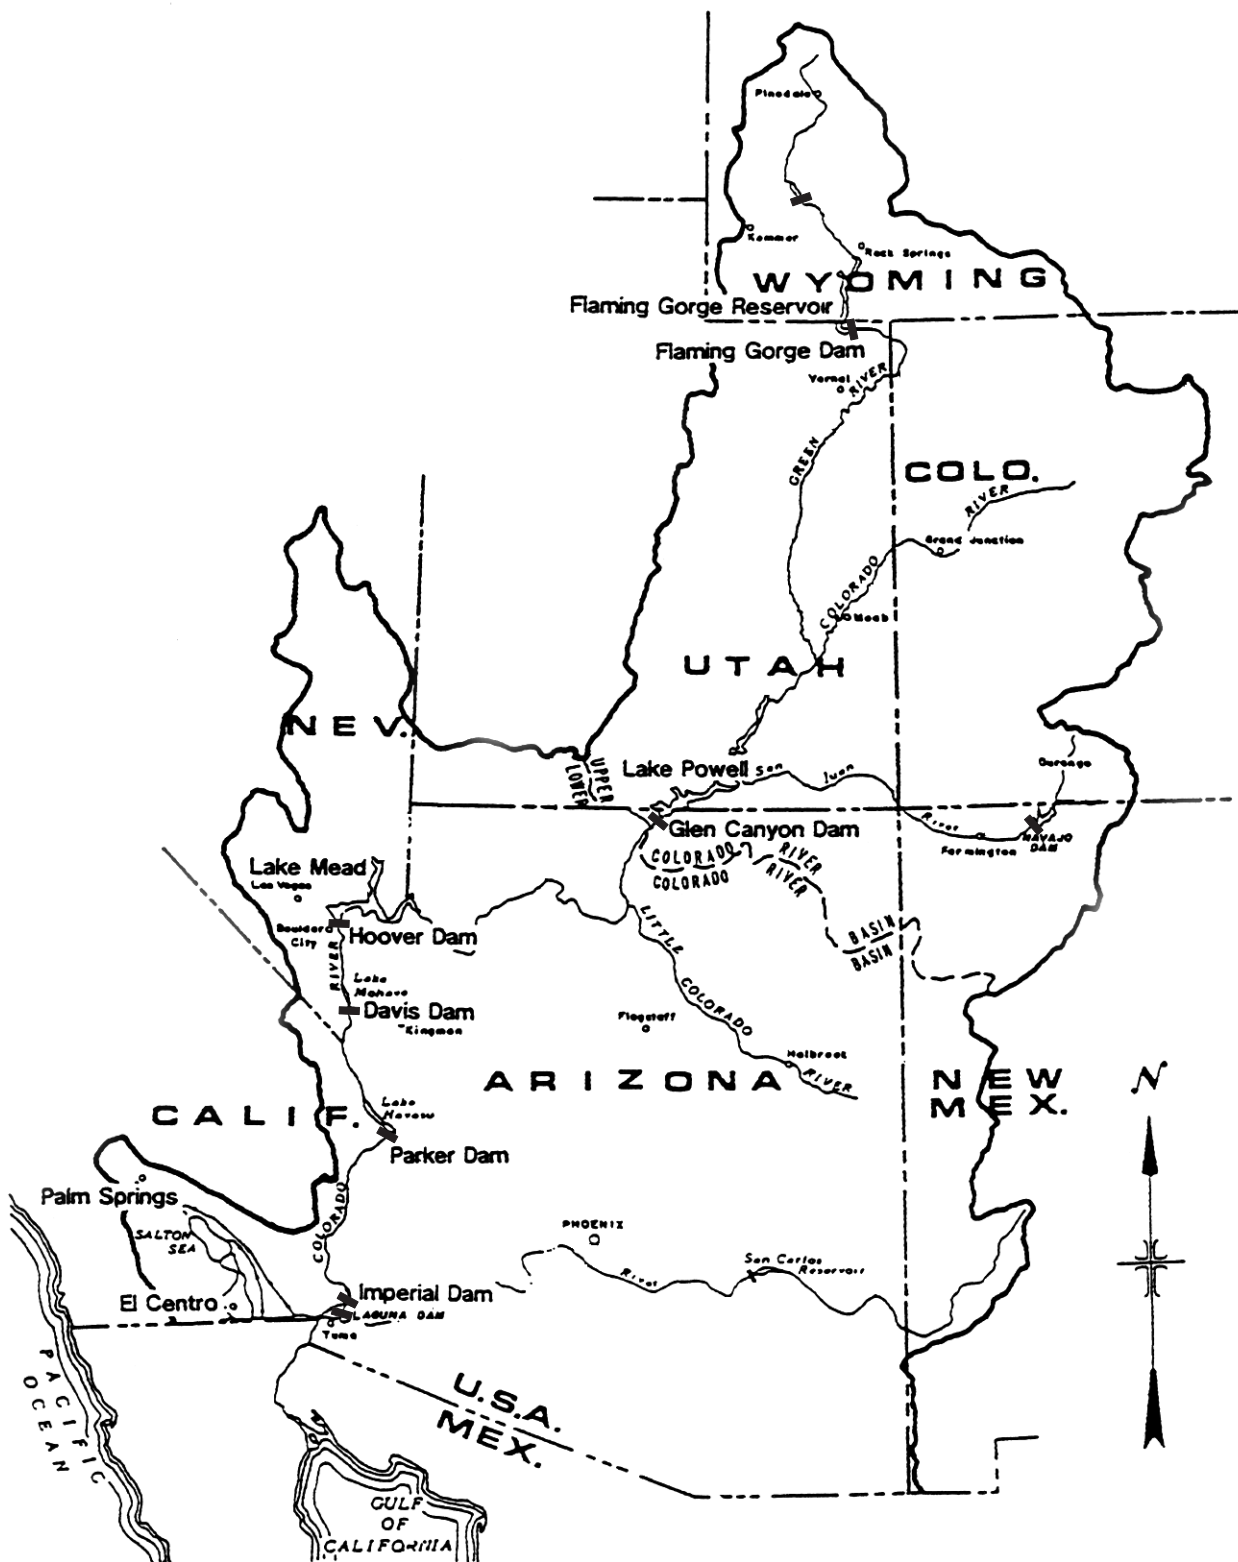 Pinedale
Kemmer
Rock Springs
WYOMING
Flaming Gorge Reservoir
Flaming Gorge Dam
Vernal
GREEN RIVER
COLO.
COLORADO RIVER
Grand Junction
Moab
UTAH
NEV.
UPPER
LOWER
Lake Powell
San Juan River
Durango
Glen Canyon Dam
Farmington
NAVAJO
DAM
COLORADO RIVER BASIN
COLORADO RIVER BASIN
Lake Mead
Las Vegas
Hoover Dam
City
RIVER
LITTLE COLORADO RIVER
Lake
Mohave
Davis Dam
Kingman
Flagstaff
Holbrook
ARIZONA
NEW
MEX.
N
CALIF.
Lake
Havasu
Parker Dam
Palm Springs
SALTON
SEA
COLORADO
PHOENIX
River
San Carlos
Reservoir
El Centro
Imperial Dam
LAGUNA DAM
Yuma
PACIFIC
OCEAN
U.S.A.
MEX.
GULF
OF
CALIFORNIA